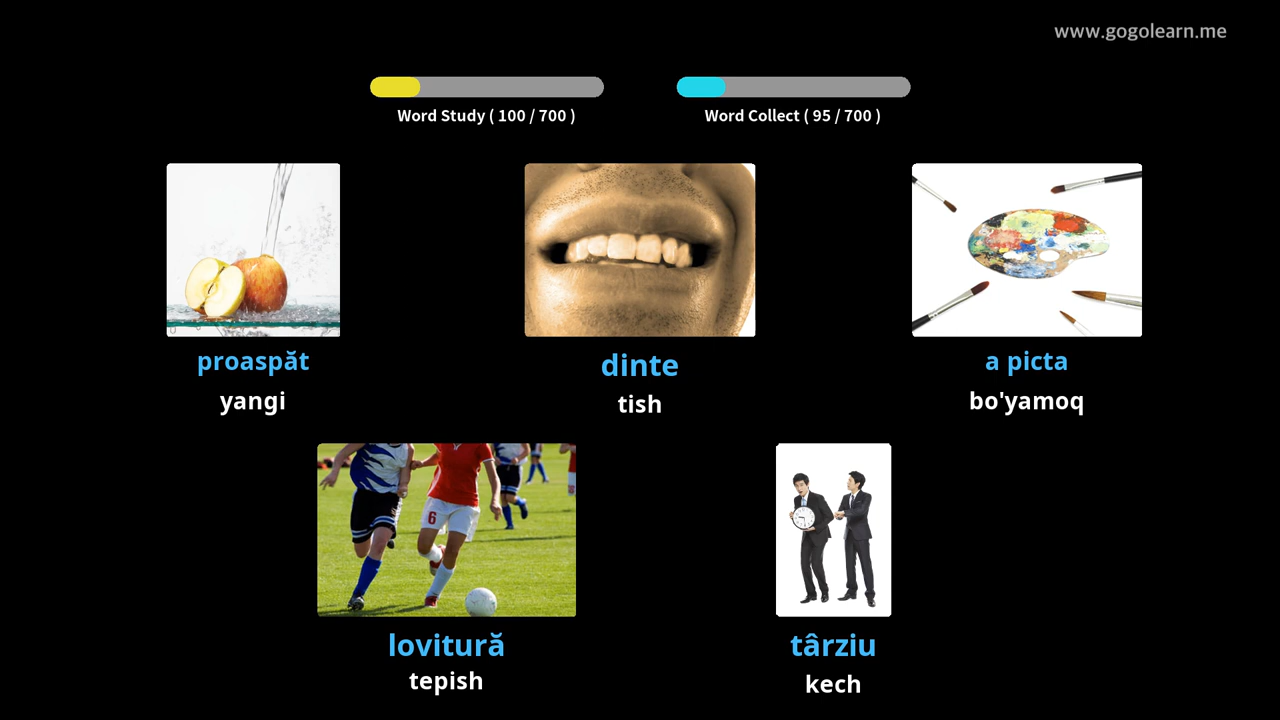 www.gogolearn.me
Word Study ( 100 / 700 )
Word Collect ( 95 / 700 )
proaspăt
yangi
dinte
tish
a picta
bo'yamoq
6
lovitură
tepish
târziu
kech